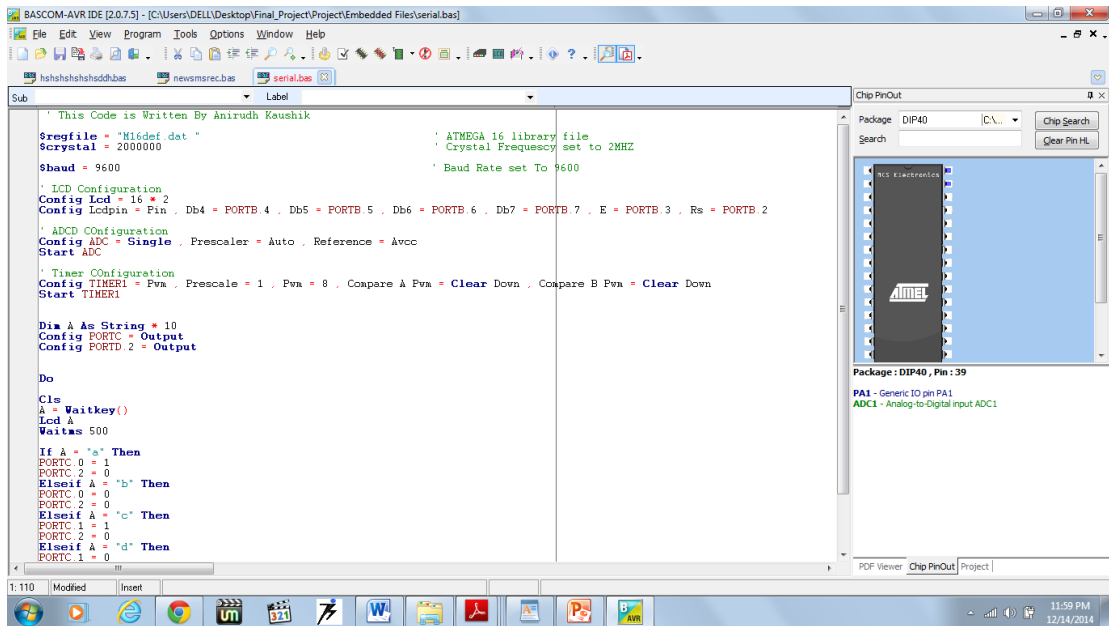 BASCOM-AVR IDE [2.0.7.5] - [C:\Users\DELL\Desktop\Final_Project\Project\Embedded Files\serial.bas]
File Edit View Program Tools Options Window Help
hshshshshshsddh.bas newsmsrec.bas serial.bas
Sub Label
' This Code is Written By Anirudh Kaushik
$regfile = "M16def.dat " ' ATMEGA 16 library file
$crystal = 2000000 ' Crystal Frequescy set to 2MHZ
$baud = 9600 ' Baud Rate set To 9600
' LCD Configuration
Config Lcd = 16 * 2
Config Lcdpin = Pin , Db4 = PORTB.4 , Db5 = PORTB.5 , Db6 = PORTB.6 , Db7 = PORTB.7 , E = PORTB.3 , Rs = PORTB.2
' ADCD COnfiguration
Config ADC = Single , Prescaler = Auto , Reference = Avcc
Start ADC
' Timer COnfiguration
Config TIMER1 = Pwm , Prescale = 1 , Pwm = 8 , Compare A Pwm = Clear Down , Compare B Pwm = Clear Down
Start TIMER1
Dim A As String * 10
Config PORTC = Output
Config PORTD.2 = Output
Do
Cls
A = Waitkey()
Lcd A
Waitms 500
If A = "a" Then
PORTC.0 = 1
PORTC.2 = 0
Elseif A = "b" Then
PORTC.0 = 0
PORTC.2 = 0
Elseif A = "c" Then
PORTC.1 = 1
PORTC.2 = 0
Elseif A = "d" Then
PORTC.1 = 0
Chip PinOut
Package DIP40 C:\... Chip Search
Search Clear Pin HL
MCS Electronics
ATMEL
Package : DIP40 , Pin : 39
PA1 - Generic IO pin PA1
ADC1 - Analog-to-Digital input ADC1
PDF Viewer Chip PinOut Project
1: 110 Modified Insert
um 321 W A P B AVR
11:59 PM
12/14/2014